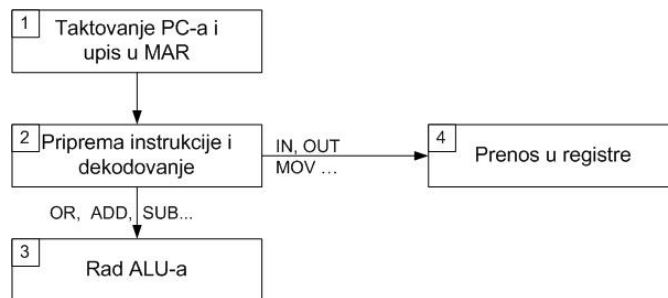 1
Taktovanje PC-a i
upis u MAR
2
Priprema instrukcije i
dekodovanje
IN, OUT
MOV ...
4
Prenos u registre
OR, ADD, SUB...
3
Rad ALU-a